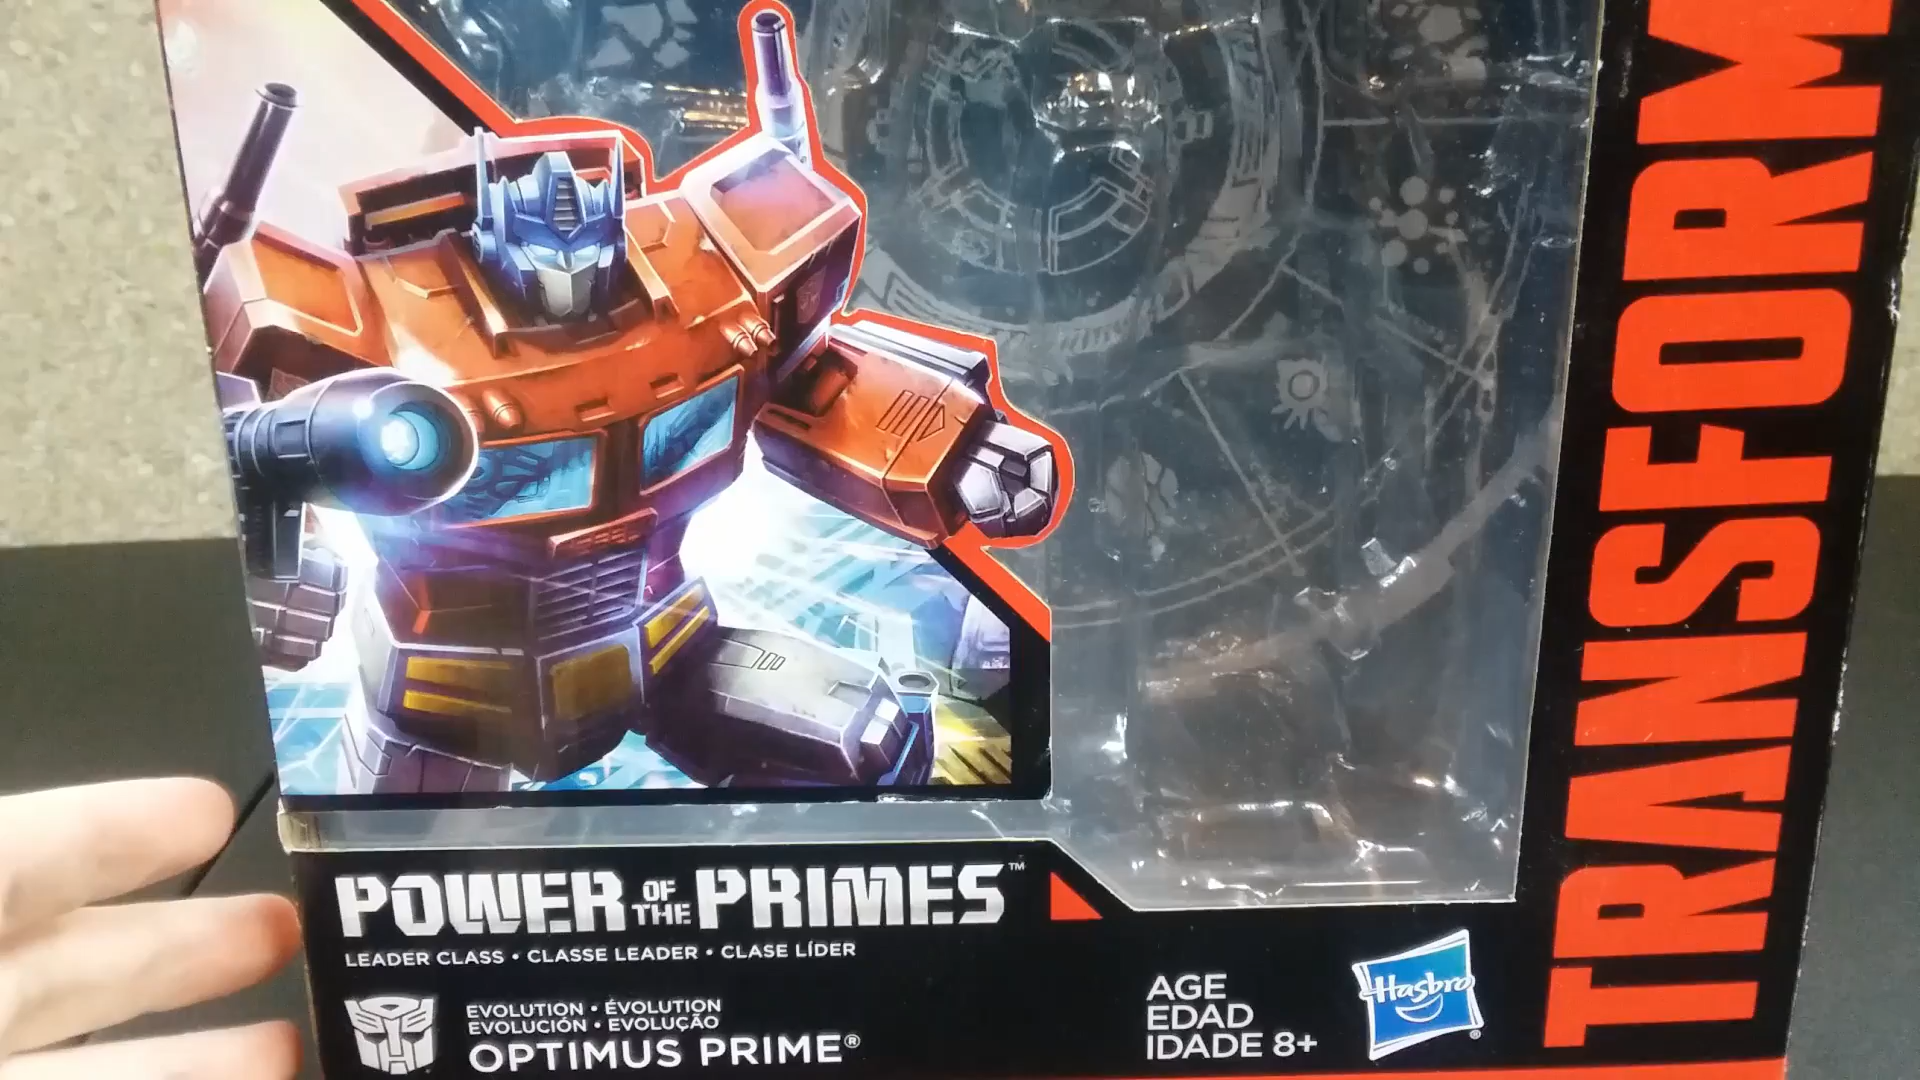 TRANSFORM
POWER OF THE PRIMES™
LEADER CLASS • CLASSE LEADER • CLASE LÍDER
EVOLUTION • ÉVOLUTION
EVOLUCIÓN • EVOLUÇÃO
OPTIMUS PRIME®
AGE
EDAD
IDADE 8+
Hasbro®